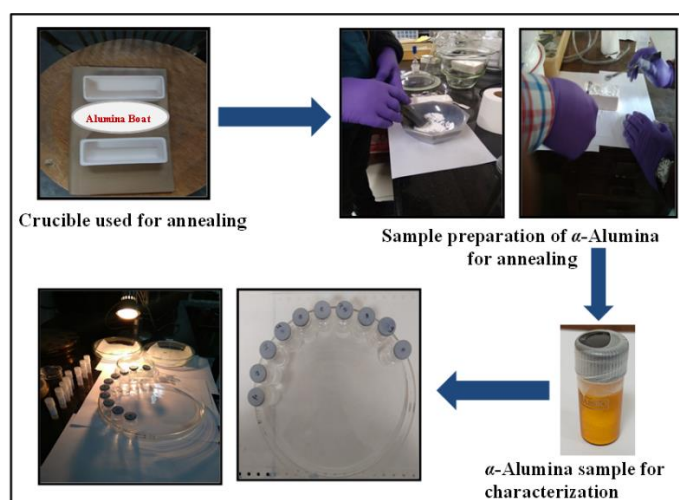 Alumina Boat
Crucible used for annealing
Sample preparation of α-Alumina
for annealing
α-Alumina sample for
characterization